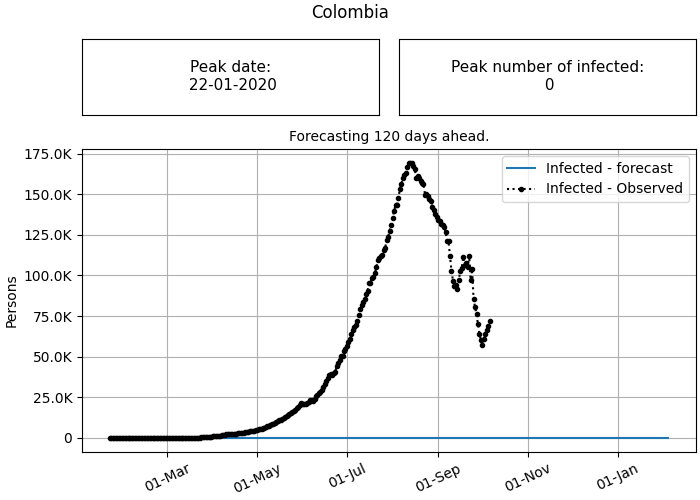 Colombia
Peak date:
22-01-2020
Peak number of infected:
0
Forecasting 120 days ahead.
175.0K
150.0K
125.0K
100.0K
75.0K
50.0K
25.0K
0
Persons
Infected - forecast
Infected - Observed
01-Mar
01-May
01-Jul
01-Sep
01-Nov
01-Jan